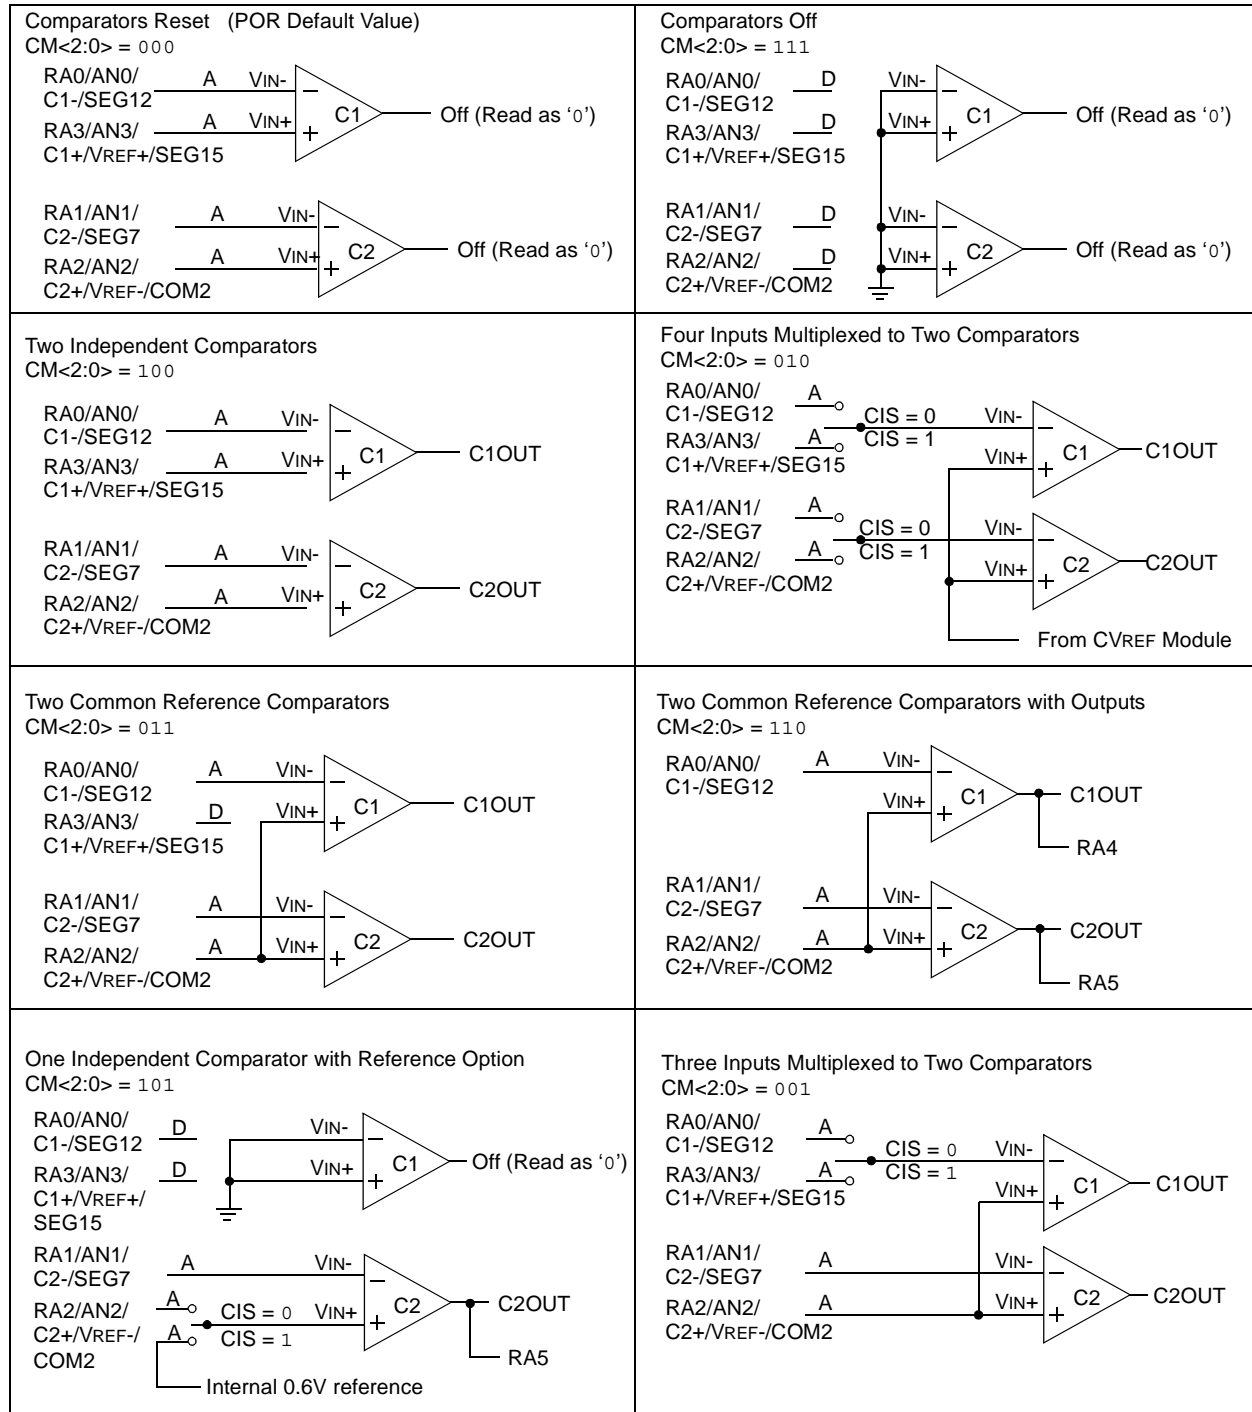 Comparators Reset (POR Default Value)
CM<2:0> = 000
RA0/AN0/
C1-/SEG12
A
VIN-
RA3/AN3/
C1+/VREF+/SEG15
A
VIN+
C1
Off (Read as ‘0’)
RA1/AN1/
C2-/SEG7
A
VIN-
RA2/AN2/
C2+/VREF-/COM2
A
VIN+
C2
Off (Read as ‘0’)
Comparators Off
CM<2:0> = 111
RA0/AN0/
C1-/SEG12
D
VIN-
RA3/AN3/
C1+/VREF+/SEG15
D
VIN+
C1
Off (Read as ‘0’)
RA1/AN1/
C2-/SEG7
D
VIN-
RA2/AN2/
C2+/VREF-/COM2
D
VIN+
C2
Off (Read as ‘0’)
Two Independent Comparators
CM<2:0> = 100
RA0/AN0/
C1-/SEG12
A
VIN-
RA3/AN3/
C1+/VREF+/SEG15
A
VIN+
C1
C1OUT
RA1/AN1/
C2-/SEG7
A
VIN-
RA2/AN2/
C2+/VREF-/COM2
A
VIN+
C2
C2OUT
Four Inputs Multiplexed to Two Comparators
CM<2:0> = 010
RA0/AN0/
C1-/SEG12
A
RA3/AN3/
C1+/VREF+/SEG15
A
CIS = 0
CIS = 1
VIN-
VIN+
C1
C1OUT
RA1/AN1/
C2-/SEG7
A
RA2/AN2/
C2+/VREF-/COM2
A
CIS = 0
CIS = 1
VIN-
VIN+
C2
C2OUT
From CVREF Module
Two Common Reference Comparators
CM<2:0> = 011
RA0/AN0/
C1-/SEG12
A
VIN-
RA3/AN3/
C1+/VREF+/SEG15
D
VIN+
C1
C1OUT
RA1/AN1/
C2-/SEG7
A
VIN-
RA2/AN2/
C2+/VREF-/COM2
A
VIN+
C2
C2OUT
Two Common Reference Comparators with Outputs
CM<2:0> = 110
RA0/AN0/
C1-/SEG12
A
VIN-
VIN+
C1
C1OUT
RA4
RA1/AN1/
C2-/SEG7
A
VIN-
RA2/AN2/
C2+/VREF-/COM2
A
VIN+
C2
C2OUT
RA5
One Independent Comparator with Reference Option
CM<2:0> = 101
RA0/AN0/
C1-/SEG12
D
VIN-
RA3/AN3/
C1+/VREF+/
SEG15
D
VIN+
C1
Off (Read as ‘0’)
RA1/AN1/
C2-/SEG7
A
VIN-
RA2/AN2/
C2+/VREF-/
COM2
A
A
CIS = 0
CIS = 1
VIN+
C2
C2OUT
RA5
Internal 0.6V reference
Three Inputs Multiplexed to Two Comparators
CM<2:0> = 001
RA0/AN0/
C1-/SEG12
A
RA3/AN3/
C1+/VREF+/SEG15
A
CIS = 0
CIS = 1
VIN-
VIN+
C1
C1OUT
RA1/AN1/
C2-/SEG7
A
VIN-
RA2/AN2/
C2+/VREF-/COM2
A
VIN+
C2
C2OUT